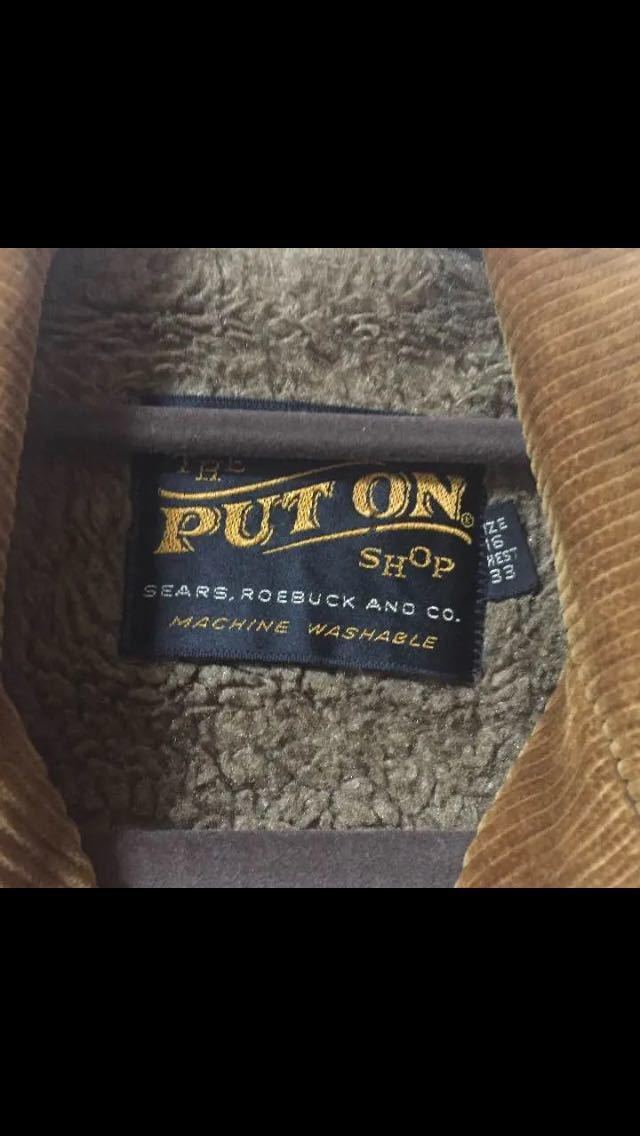 THE
PUT ON®
SHOP
SEARS, ROEBUCK AND CO.
MACHINE WASHABLE
IZE
16
HEST
33